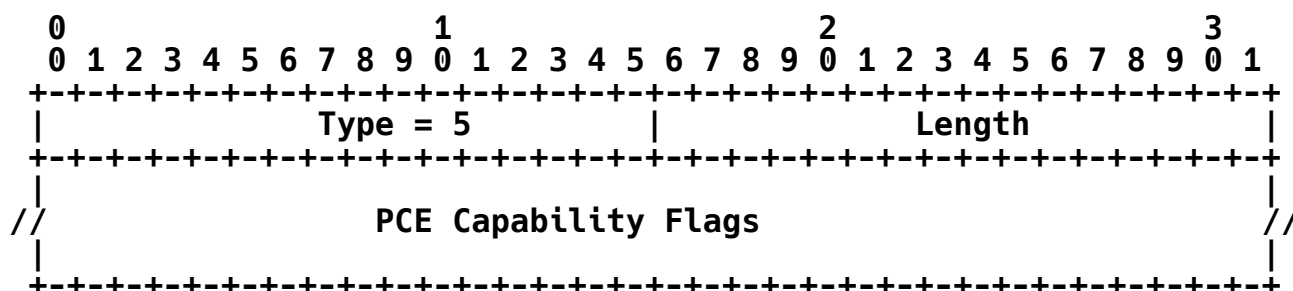 0                   1                   2                   3
 0 1 2 3 4 5 6 7 8 9 0 1 2 3 4 5 6 7 8 9 0 1 2 3 4 5 6 7 8 9 0 1
+-+-+-+-+-+-+-+-+-+-+-+-+-+-+-+-+-+-+-+-+-+-+-+-+-+-+-+-+-+-+-+-+
|              Type = 5         |             Length            |
+-+-+-+-+-+-+-+-+-+-+-+-+-+-+-+-+-+-+-+-+-+-+-+-+-+-+-+-+-+-+-+-+
|                                                               |
//                 PCE Capability Flags                          //
|                                                               |
+-+-+-+-+-+-+-+-+-+-+-+-+-+-+-+-+-+-+-+-+-+-+-+-+-+-+-+-+-+-+-+-+